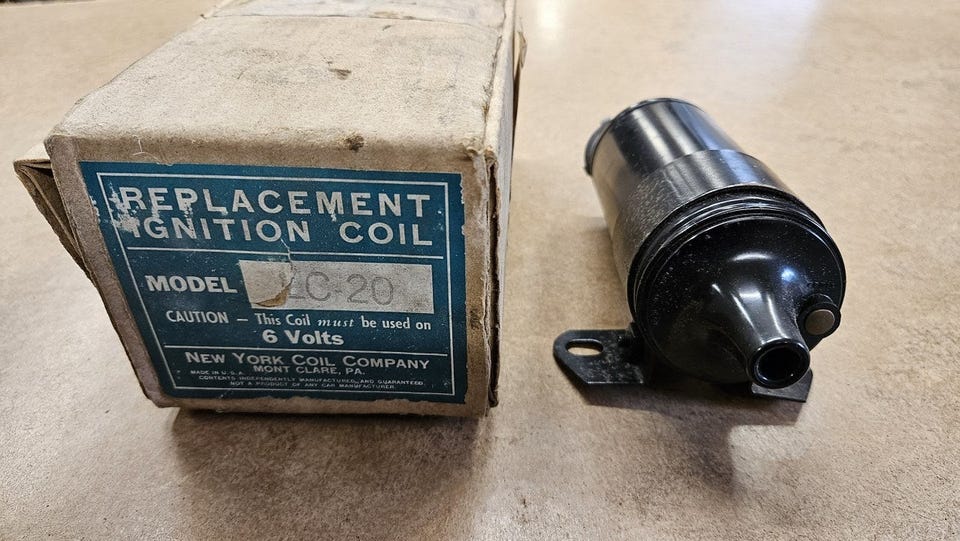 REPLACEMENT
IGNITION COIL
MODEL C-20
CAUTION – This Coil must be used on
6 Volts
NEW YORK COIL COMPANY
MONT CLARE, PA.
MADE IN U.S.A.
CONTENTS INDEPENDENTLY MANUFACTURED, AND GUARANTEED.
NOT A PRODUCT OF ANY CAR MANUFACTURER.